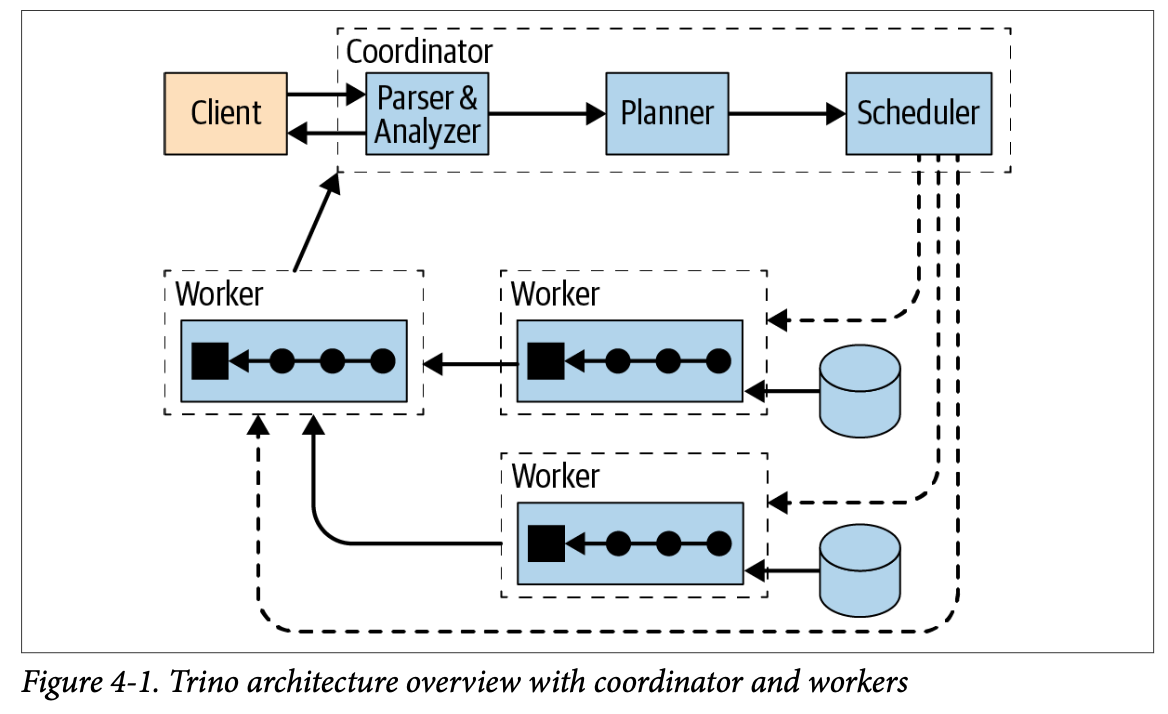 Coordinator
Client
Parser &
Analyzer
Planner
Scheduler
Worker
Worker
Worker
Figure 4-1. Trino architecture overview with coordinator and workers